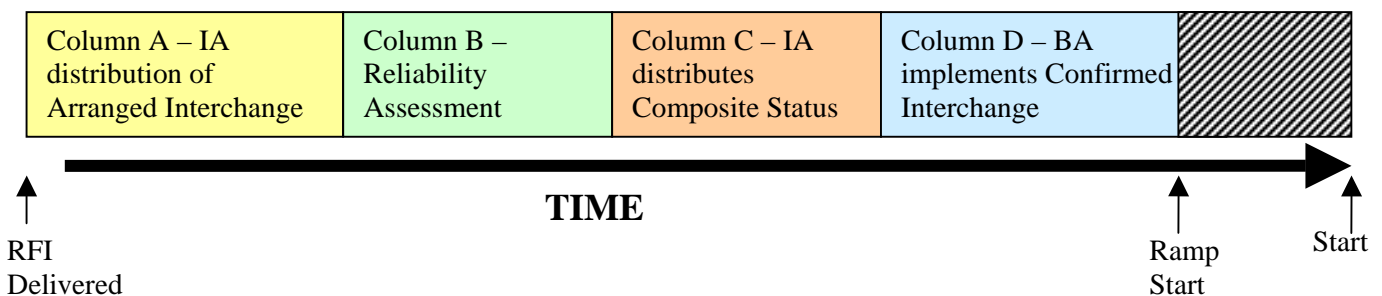 Column A – IA
distribution of
Arranged Interchange
Column B –
Reliability
Assessment
Column C – IA
distributes
Composite Status
Column D – BA
implements Confirmed
Interchange
TIME
RFI
Delivered
Ramp
Start
Start